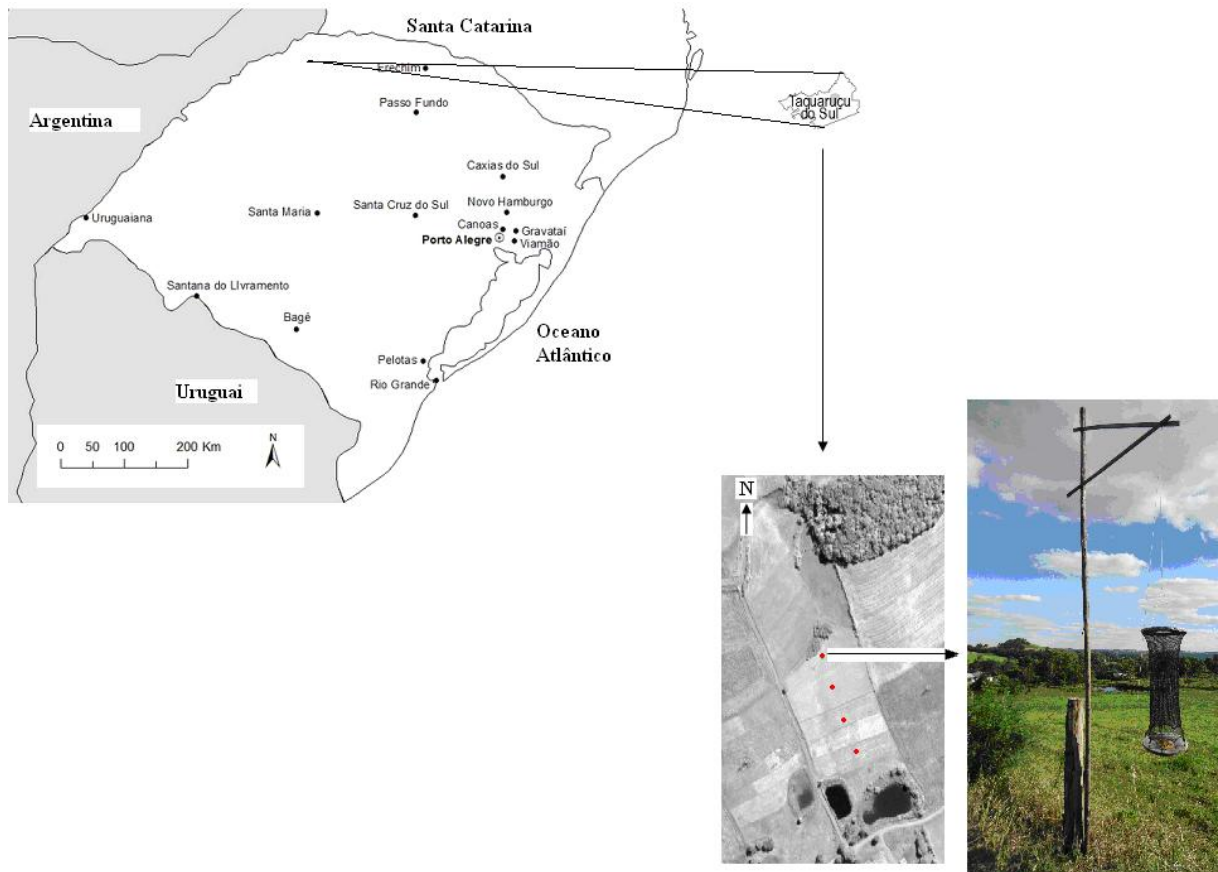 Santa Catarina
Erechim
Passo Fundo
Taquaruçu
do Sul
Argentina
Caxias do Sul
Uruguaiana
Santa Maria
Santa Cruz do Sul
Novo Hamburgo
Canoas
Gravataí
Porto Alegre
Viamão
Santana do LIvramento
Bagé
Oceano
Atlântico
Pelotas
Rio Grande
Uruguai
0 50 100 200 Km
N
N